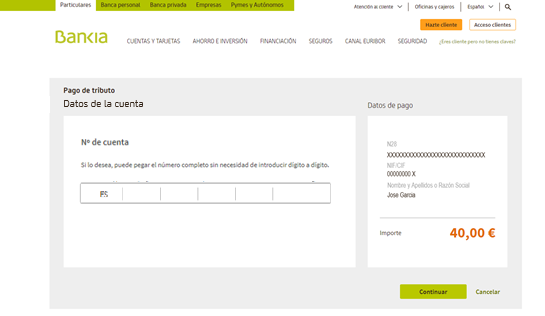 Particulares Banca personal Banca privada Empresas Pymes y Autónomos Atención al cliente Oficinas y cajeros Español
Hazte cliente Acceso clientes
Bankia CUENTAS Y TARJETAS AHORRO E INVERSIÓN FINANCIACIÓN SEGUROS CANAL EURIBOR SEGURIDAD ¿Eres cliente pero no tienes claves?
Pago de tributo
Datos de la cuenta
Nº de cuenta
Si lo desea, puede pegar el número completo sin necesidad de introducir dígito a dígito.
ES
Datos de pago
N28
XXXXXXXXXXXXXXXXXXXXXXXXXXXX
NIF/CIF
00000000 X
Nombre y Apellidos o Razón Social
Jose Garcia
Importe 40,00 €
Continuar Cancelar